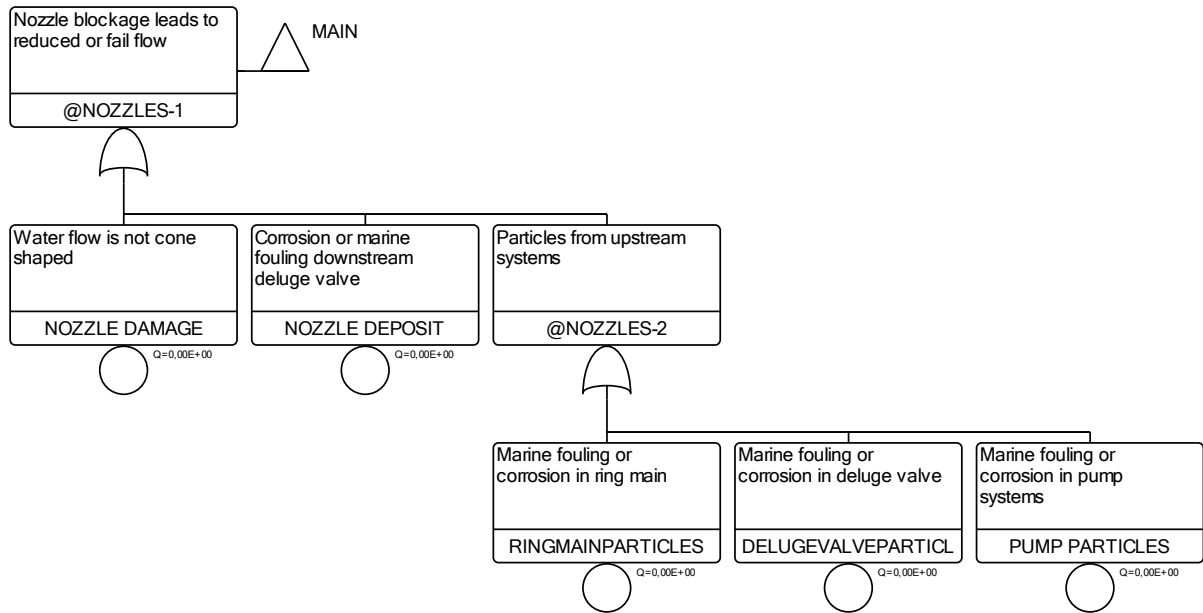 Nozzle blockage leads to
reduced or fail flow
MAIN
@NOZZLES-1
Water flow is not cone
shaped
NOZZLE DAMAGE
Q=0,00E+00
Corrosion or marine
fouling downstream
deluge valve
NOZZLE DEPOSIT
Q=0,00E+00
Particles from upstream
systems
@NOZZLES-2
Marine fouling or
corrosion in ring main
RINGMAINPARTICLES
Q=0,00E+00
Marine fouling or
corrosion in deluge valve
DELUGEVALVEPARTICL
Q=0,00E+00
Marine fouling or
corrosion in pump
systems
PUMP PARTICLES
Q=0,00E+00